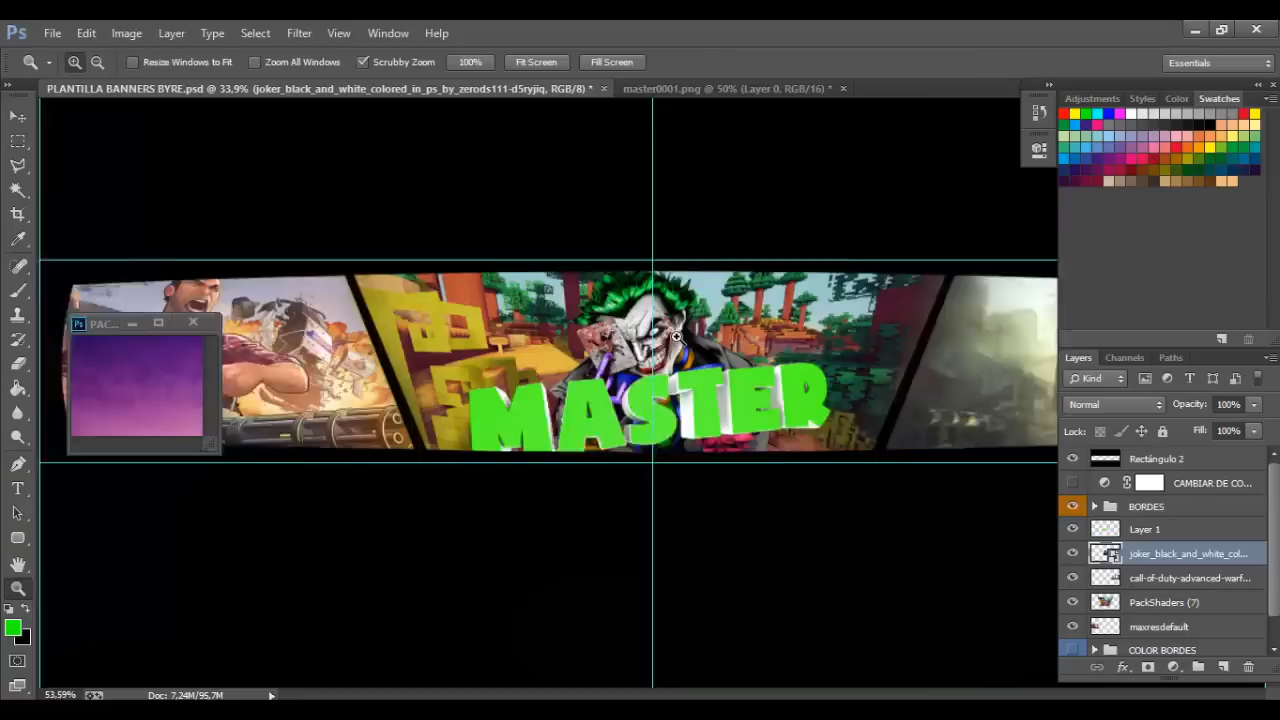 Ps File Edit Image Layer Type Select Filter View Window Help
Resize Windows to Fit Zoom All Windows Scrubby Zoom 100% Fit Screen Fill Screen Essentials
PLANTILLA BANNERS BYRE.psd @ 33,9% (joker_black_and_white_colored_in_ps_by_zerods111-d5ryjiq, RGB/8) * × master0001.png @ 50% (Layer 0, RGB/16) * ×
Adjustments Styles Color Swatches
Ps PAC...
MASTER
Layers Channels Paths
Kind
Normal Opacity: 100%
Lock: Fill: 100%
Rectángulo 2
CAMBIAR DE CO...
BORDES
Layer 1
joker_black_and_white_col...
call-of-duty-advanced-warf...
PackShaders (7)
maxresdefault
COLOR BORDES
53,59% Doc: 7,24M/95,7M